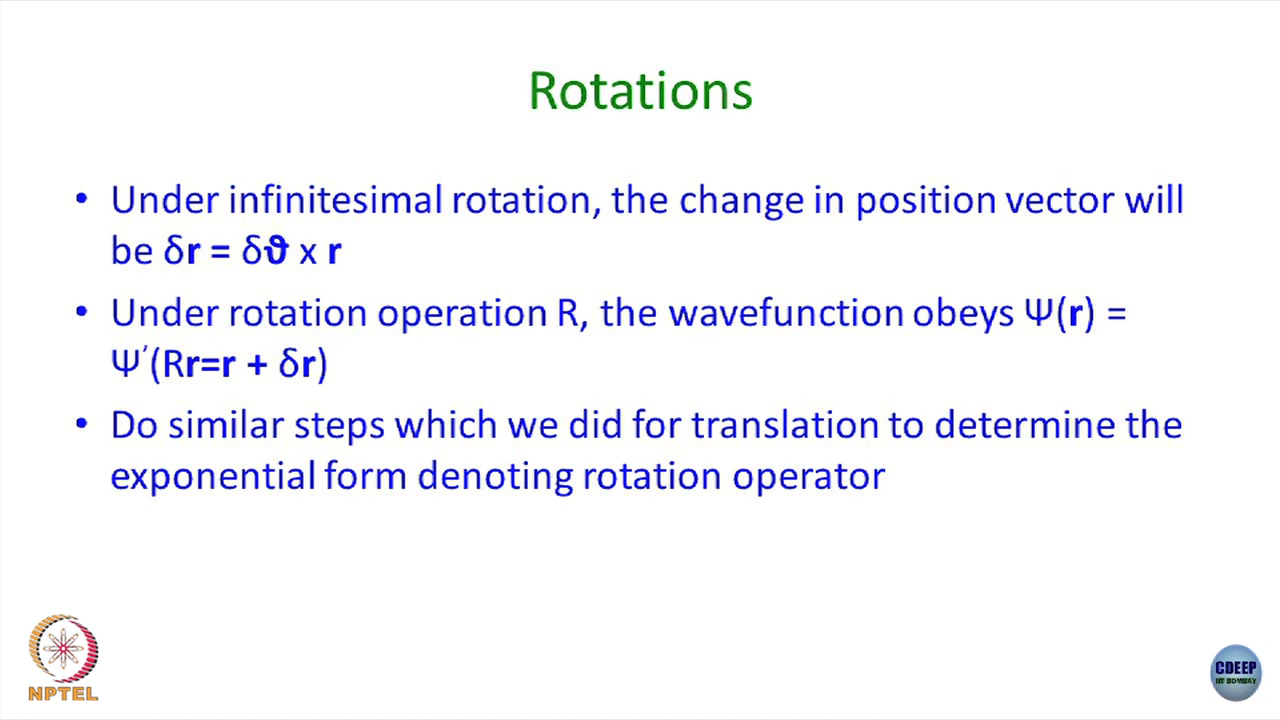 Rotations
• Under infinitesimal rotation, the change in position vector will
be δr = δϑ x r
• Under rotation operation R, the wavefunction obeys Ψ(r) =
Ψ′(Rr=r + δr)
• Do similar steps which we did for translation to determine the
exponential form denoting rotation operator
NPTEL
CDEEP
IIT BOMBAY